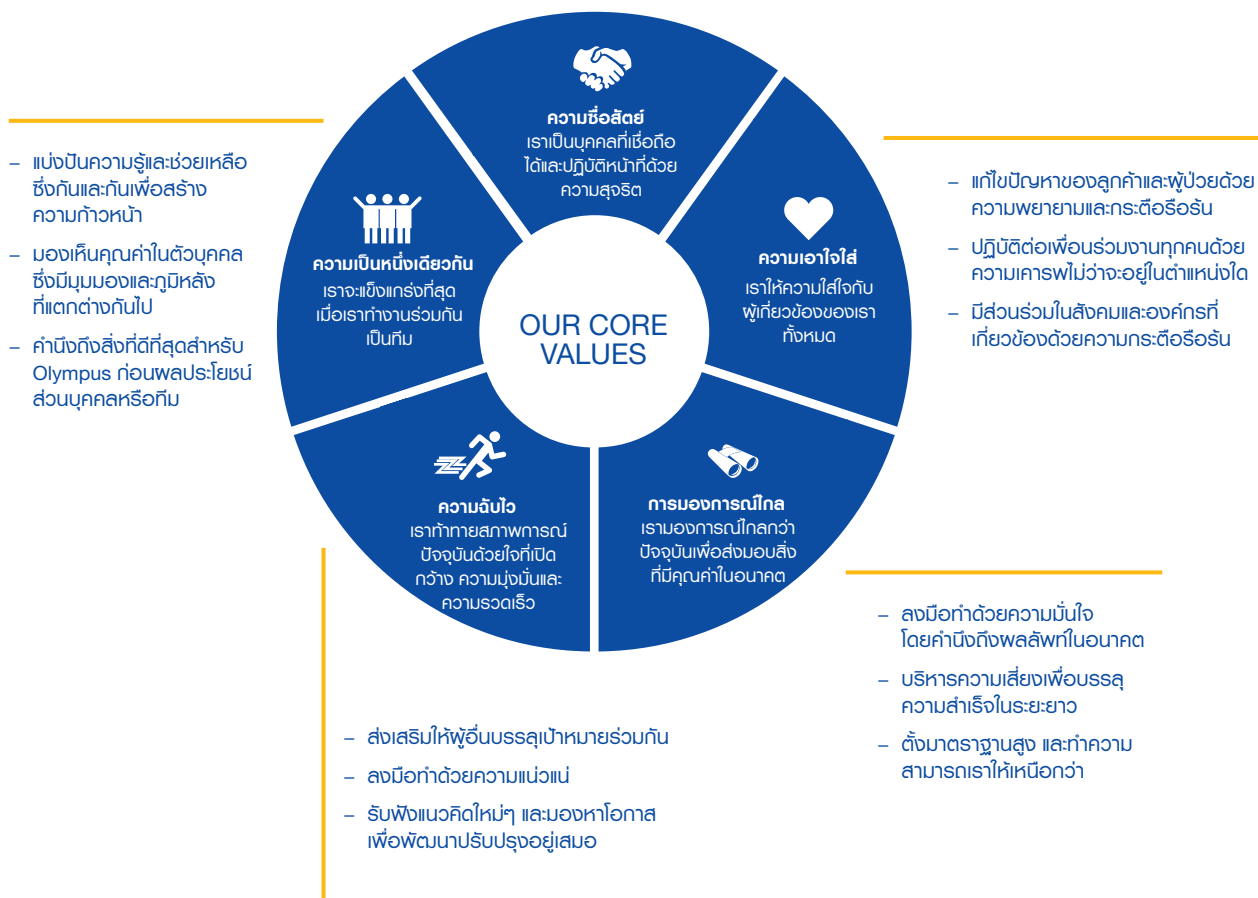 ความซื่อสัตย์
เราเป็นบุคคลที่เชื่อถือ
ได้และปฏิบัติหน้าที่ด้วย
ความสุจริต
ความเอาใจใส่
เราให้ความใส่ใจกับ
ผู้เกี่ยวข้องของเรา
ทั้งหมด
– แก้ไขปัญหาของลูกค้าและผู้ป่วยด้วย
ความพยายามและกระตือรือร้น
– ปฏิบัติต่อเพื่อนร่วมงานทุกคนด้วย
ความเคารพไม่ว่าจะอยู่ในตำแหน่งใด
– มีส่วนร่วมในสังคมและองค์กรที่
เกี่ยวข้องด้วยความกระตือรือร้น
การมองการณ์ไกล
เรามองการณ์ไกลกว่า
ปัจจุบันเพื่อส่งมอบสิ่ง
ที่มีคุณค่าในอนาคต
– ลงมือทำด้วยความมั่นใจ
โดยคำนึงถึงผลลัพท์ในอนาคต
– บริหารความเสี่ยงเพื่อบรรลุ
ความสำเร็จในระยะยาว
– ตั้งมาตราฐานสูง และทำความ
สามารถเราให้เหนือกว่า
ความฉับไว
เราท้าทายสภาพการณ์
ปัจจุบันด้วยใจที่เปิด
กว้าง ความมุ่งมั่นและ
ความรวดเร็ว
– ส่งเสริมให้ผู้อื่นบรรลุเป้าหมายร่วมกัน
– ลงมือทำด้วยความแน่วแน่
– รับฟังแนวคิดใหม่ๆ และมองหาโอกาส
เพื่อพัฒนาปรับปรุงอยู่เสมอ
ความเป็นหนึ่งเดียวกัน
เราจะแข็งแกร่งที่สุด
เมื่อเราทำงานร่วมกัน
เป็นทีม
– แบ่งปันความรู้และช่วยเหลือ
ซึ่งกันและกันเพื่อสร้าง
ความก้าวหน้า
– มองเห็นคุณค่าในตัวบุคคล
ซึ่งมีมุมมองและภูมิหลัง
ที่แตกต่างกันไป
– คำนึงถึงสิ่งที่ดีที่สุดสำหรับ
Olympus ก่อนผลประโยชน์
ส่วนบุคคลหรือทีม
OUR CORE
VALUES